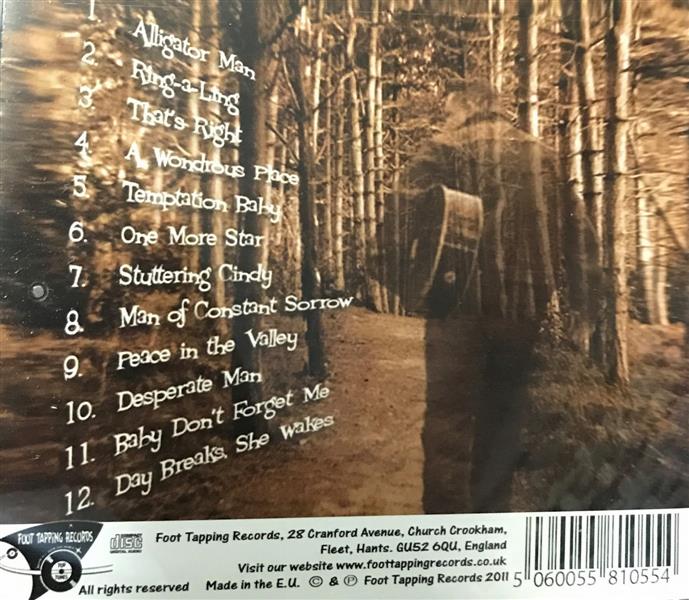 1. Alligator Man
2. Ring-a-Ling
3. That's Right
4. A Wondrous Place
5. Temptation Baby
6. One More Star
7. Stuttering Cindy
8. Man of Constant Sorrow
9. Peace in the Valley
10. Desperate Man
11. Baby Don't Forget Me
12. Day Breaks, She Wakes
FOOT TAPPING RECORDS
disc
Foot Tapping Records, 28 Cranford Avenue, Church Crookham,
Fleet, Hants. GU52 6QU, England
Visit our website www.foottappingrecords.co.uk
All rights reserved Made in the E.U. © & ℗ Foot Tapping Records 2011
5 060055 810554